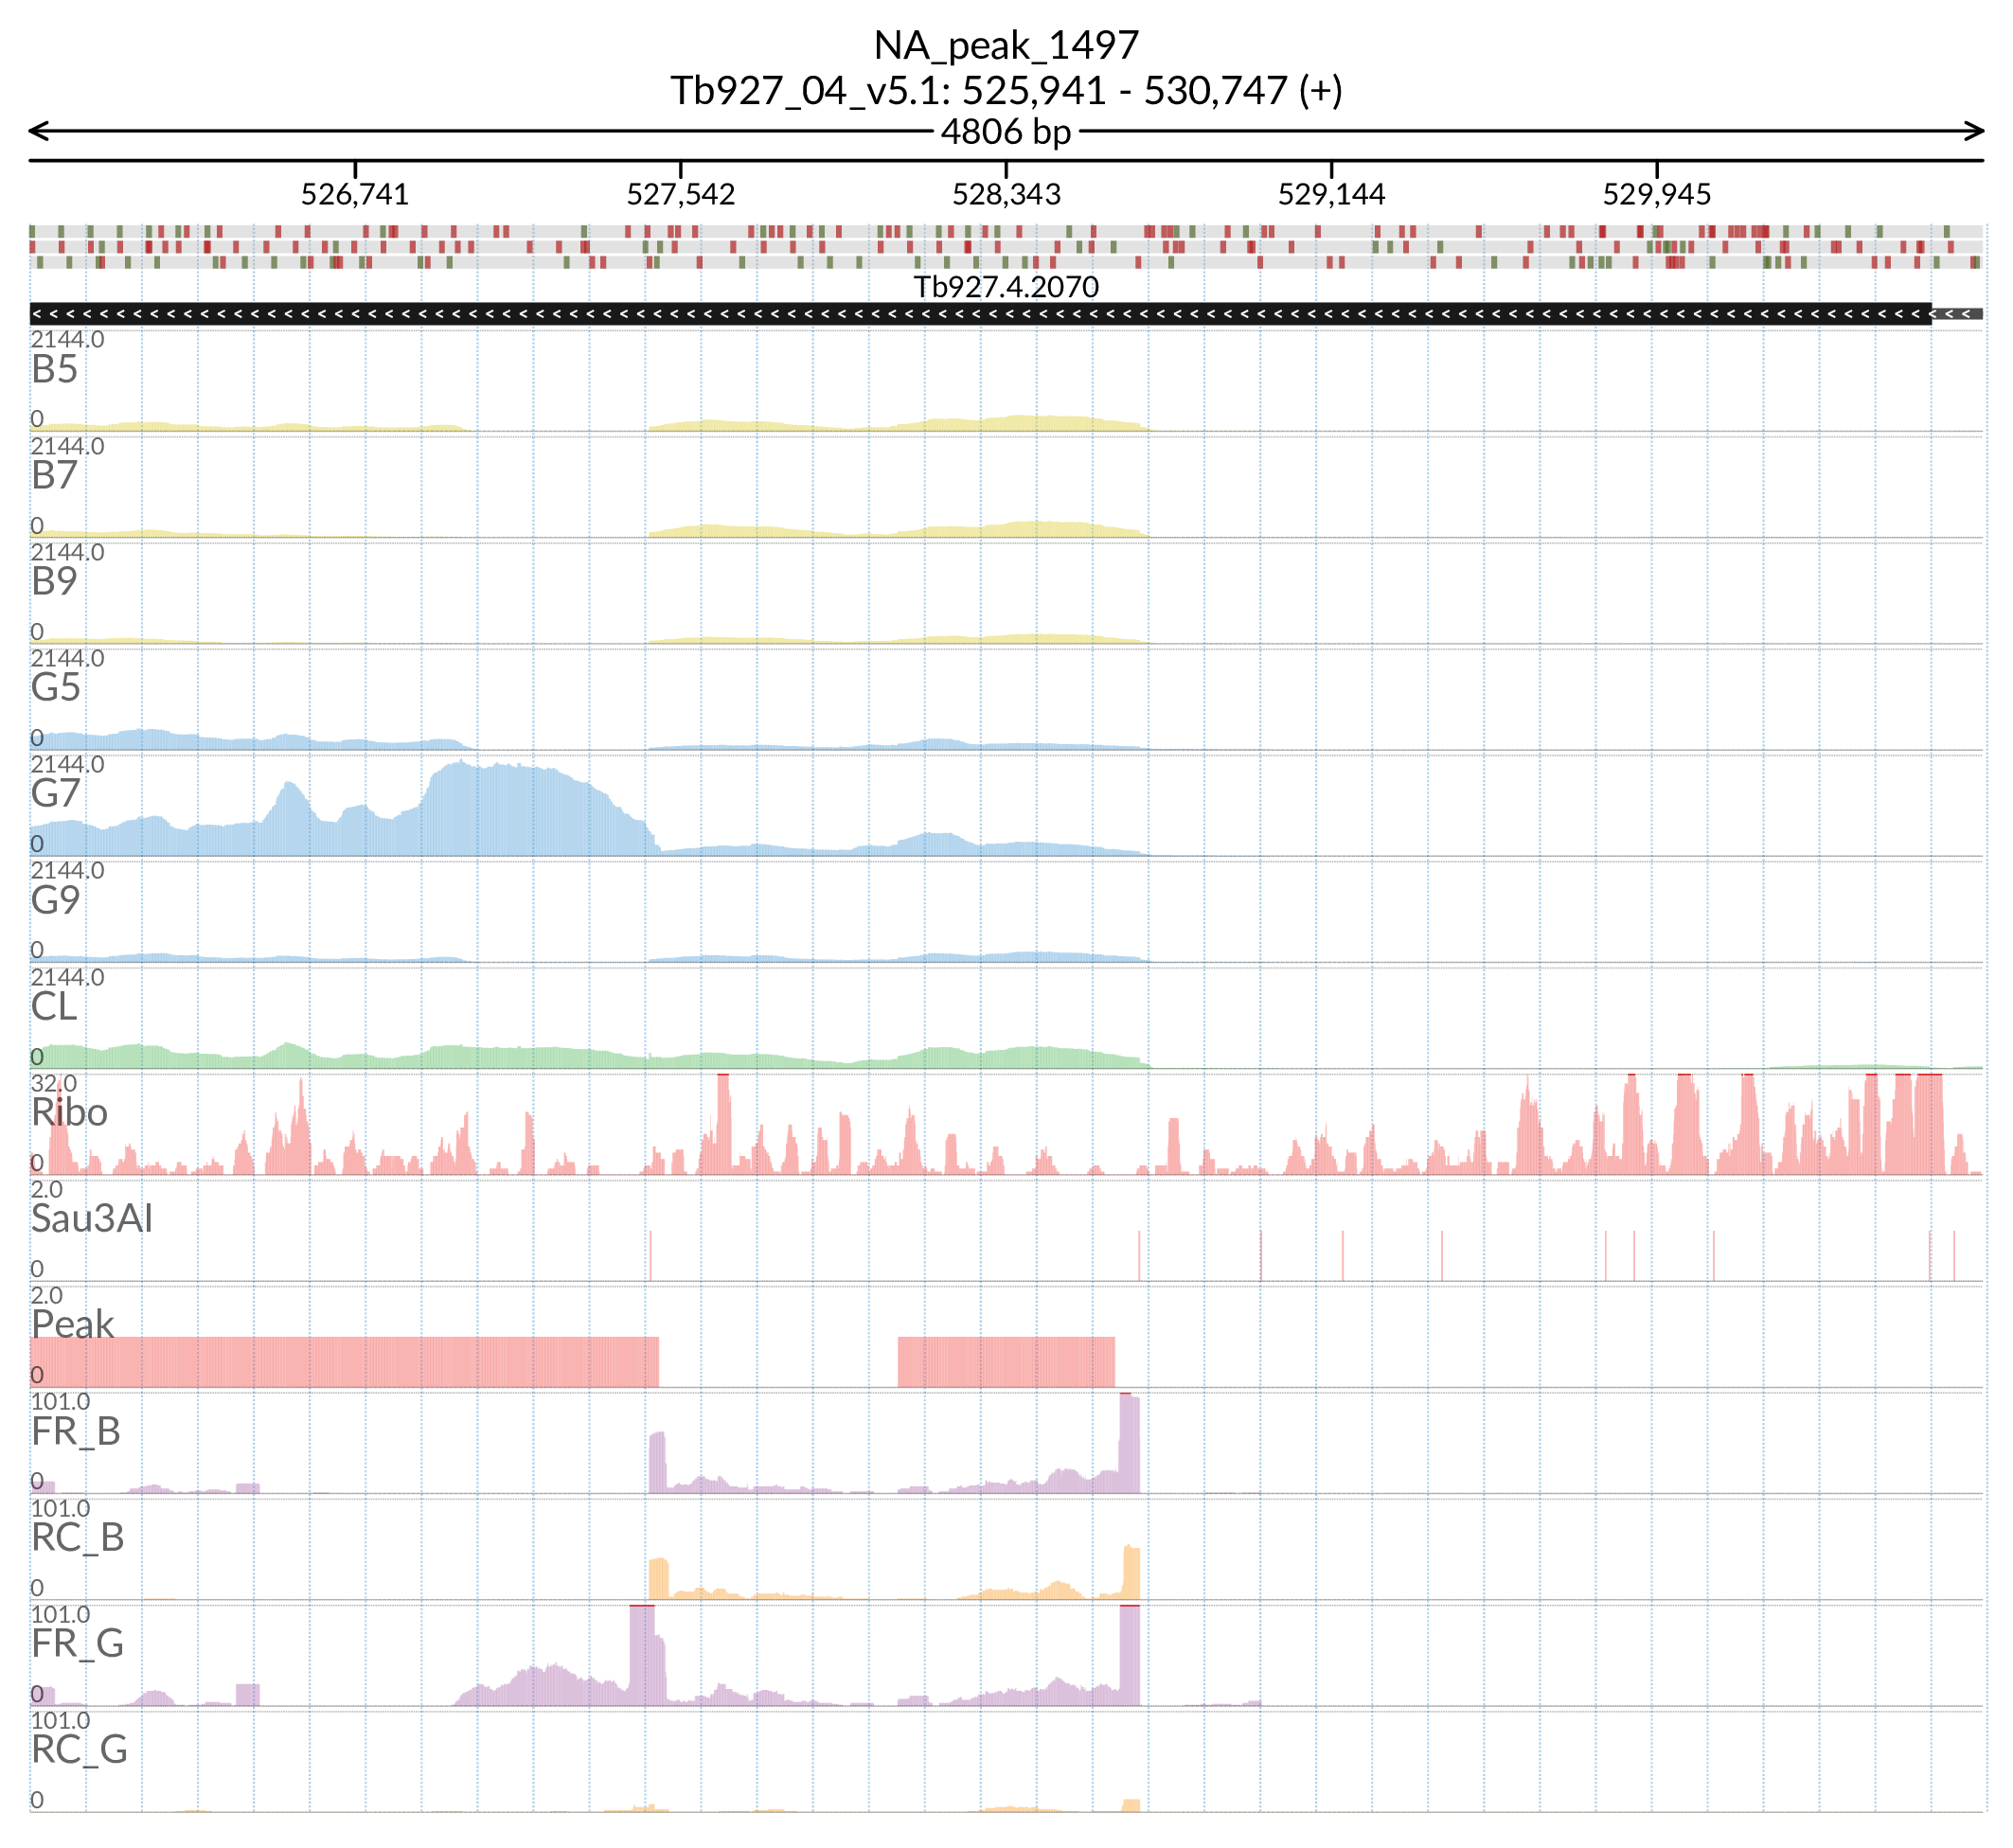 NA_peak_1497
Tb927_04_v5.1: 525,941 - 530,747 (+)
4806 bp
526,741 527,542 528,343 529,144 529,945
Tb927.4.2070
2144.0
B5
0
2144.0
B7
0
2144.0
B9
0
2144.0
G5
0
2144.0
G7
0
2144.0
G9
0
2144.0
CL
0
32.0
Ribo
0
2.0
Sau3AI
0
2.0
Peak
0
101.0
FR_B
0
101.0
RC_B
0
101.0
FR_G
0
101.0
RC_G
0